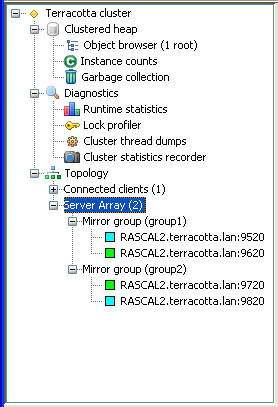 Terracotta cluster
Clustered heap
Object browser (1 root)
Instance counts
Garbage collection
Diagnostics
Runtime statistics
Lock profiler
Cluster thread dumps
Cluster statistics recorder
Topology
Connected clients (1)
Server Array (2)
Mirror group (group1)
RASCAL2.terracotta.lan:9520
RASCAL2.terracotta.lan:9620
Mirror group (group2)
RASCAL2.terracotta.lan:9720
RASCAL2.terracotta.lan:9820